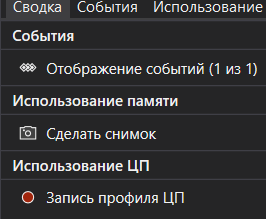 Сводка События Использование
События
Отображение событий (1 из 1)
Использование памяти
Сделать снимок
Использование ЦП
Запись профиля ЦП